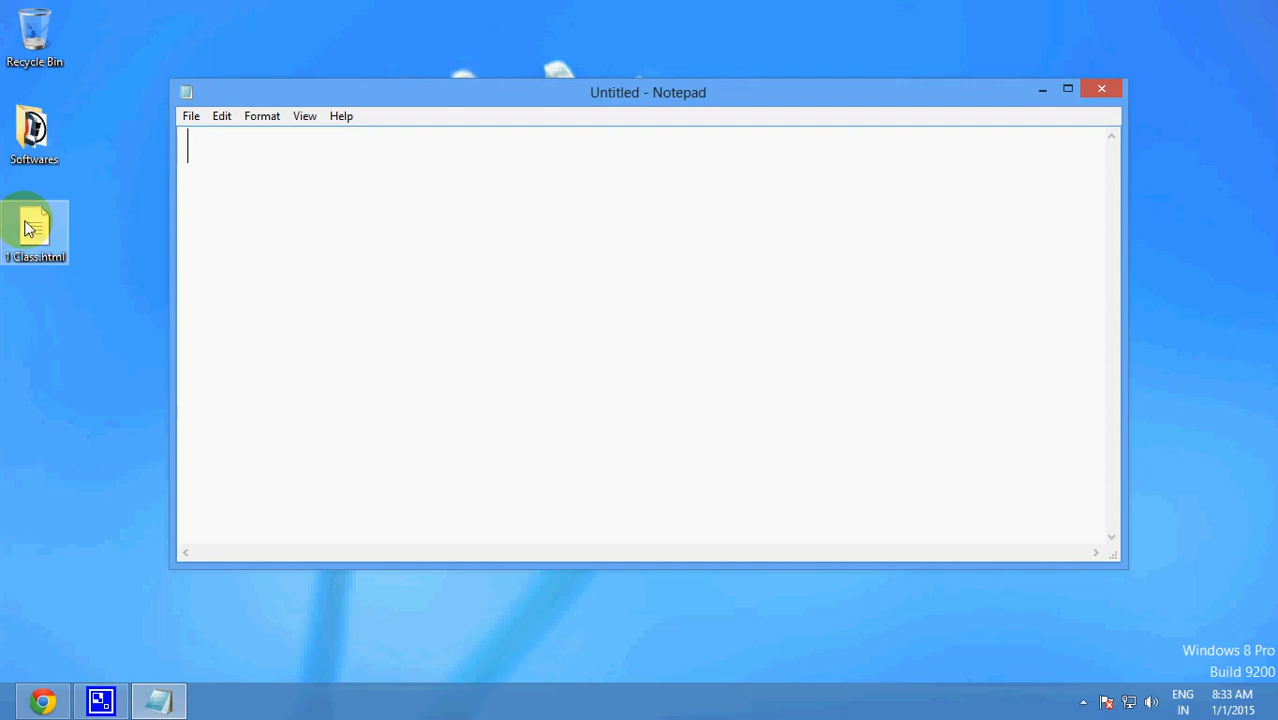 Recycle Bin
Softwares
1 Class.html
Untitled - Notepad
File Edit Format View Help
Windows 8 Pro
Build 9200
ENG
IN
8:33 AM
1/1/2015